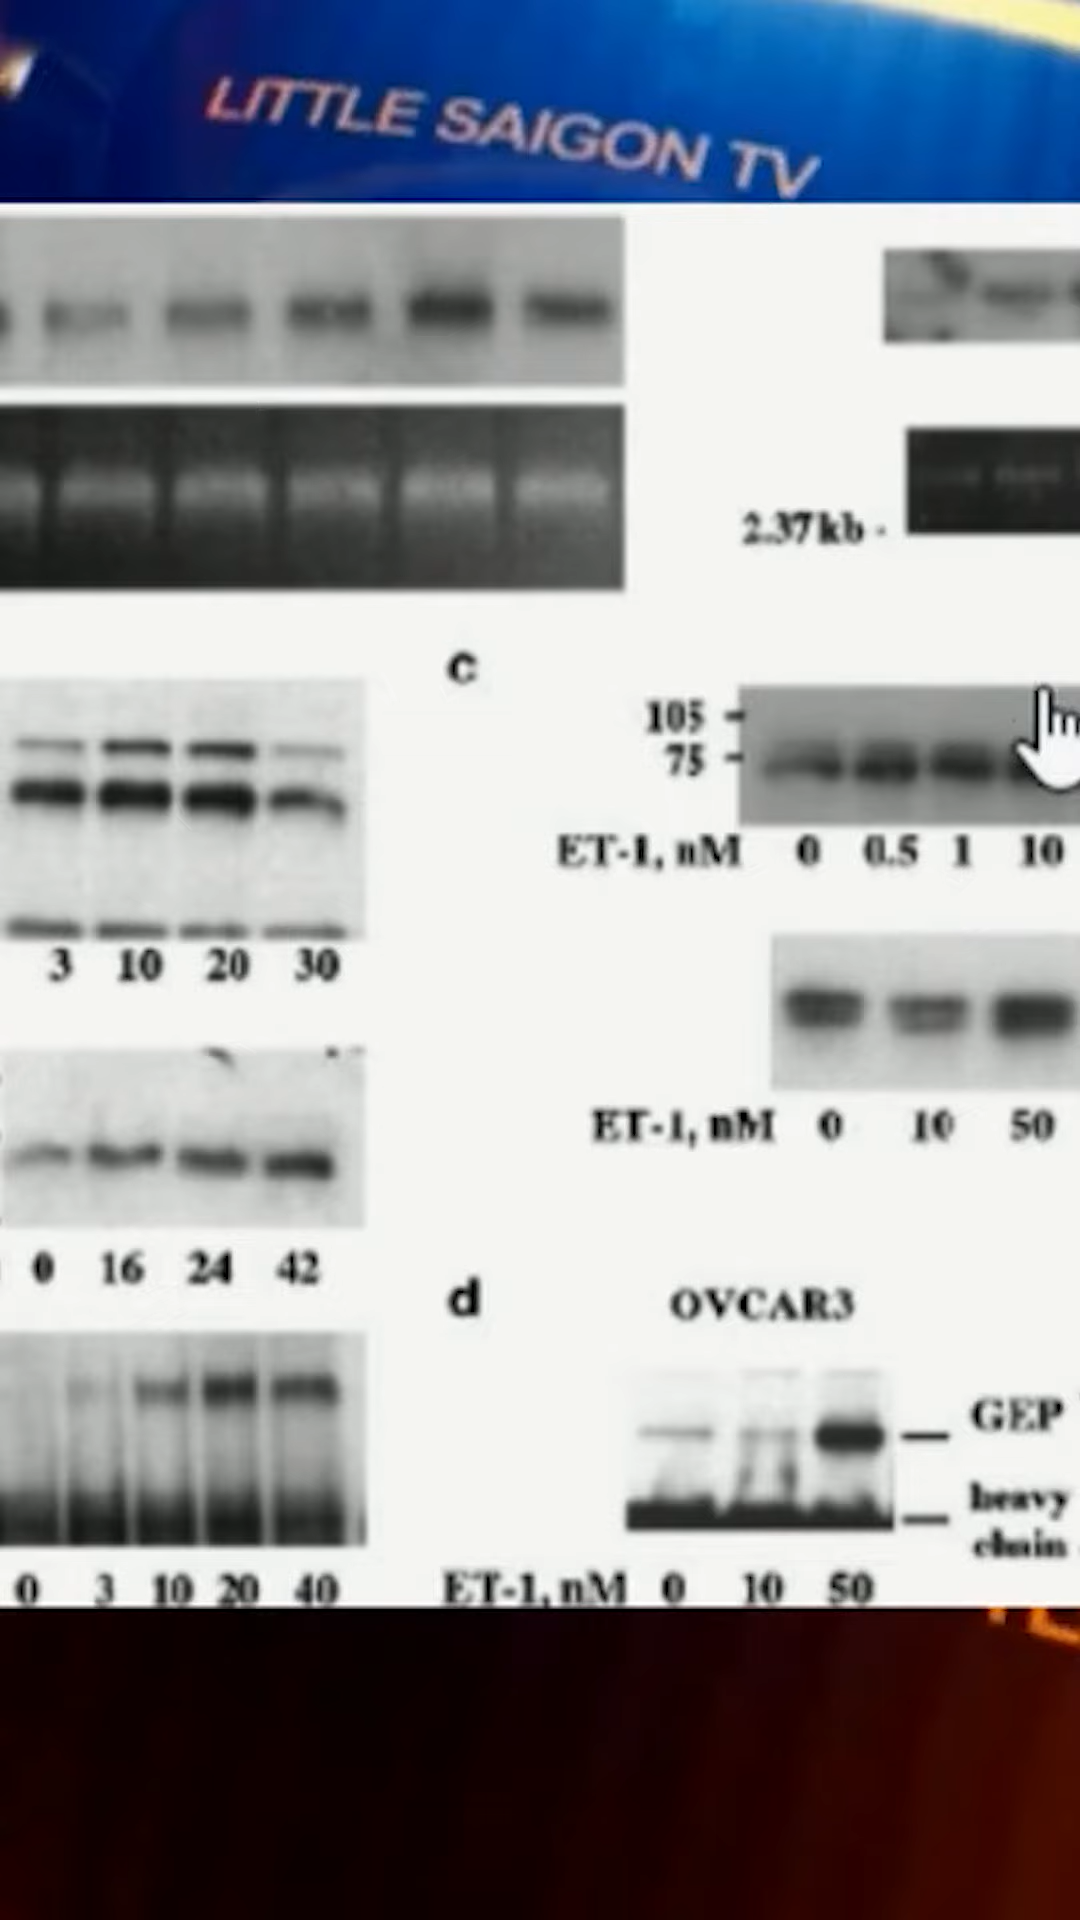 LITTLE SAIGON TV
2.37 kb -
c
105 -
75 -
ET-1, nM 0 0.5 1 10
3 10 20 30
ET-1, nM 0 10 50
0 16 24 42
d
OVCAR3
GEP
heavy
chain
0 3 10 20 40
ET-1, nM 0 10 50